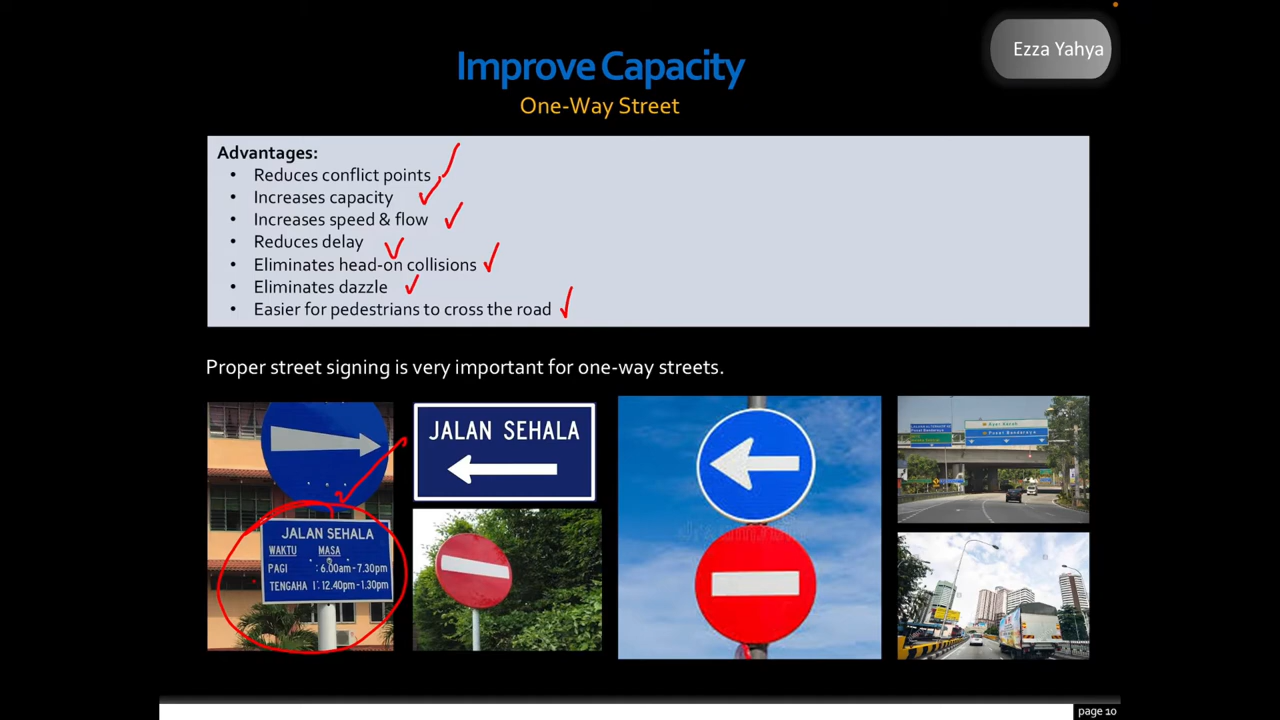 Ezza Yahya
Improve Capacity
One-Way Street
Advantages:
• Reduces conflict points
• Increases capacity
• Increases speed & flow
• Reduces delay
• Eliminates head-on collisions
• Eliminates dazzle
• Easier for pedestrians to cross the road
Proper street signing is very important for one-way streets.
JALAN SEHALA
WAKTU MASA
PAGI : 6.00am-7.30pm
12.40pm-1.30pm
JALAN SEHALA
page 10